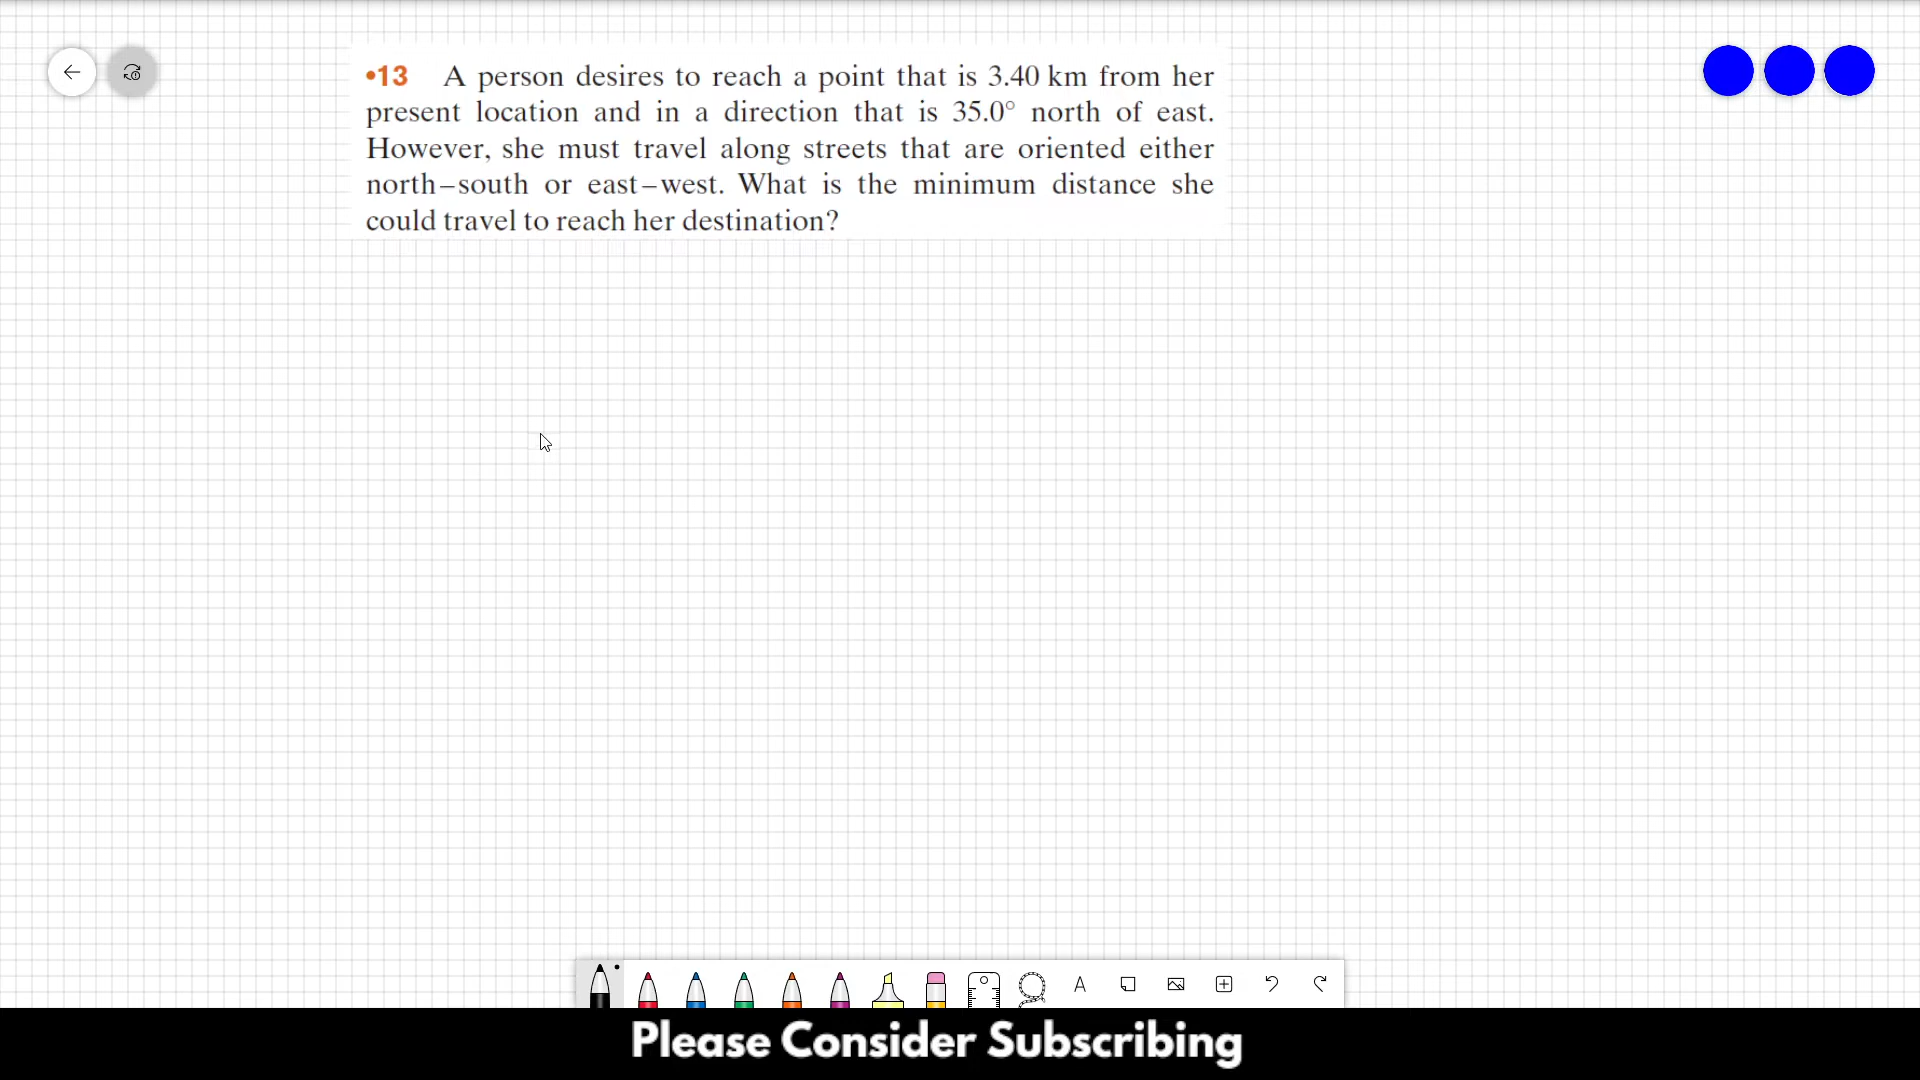 •13 A person desires to reach a point that is 3.40 km from her
present location and in a direction that is 35.0° north of east.
However, she must travel along streets that are oriented either
north–south or east–west. What is the minimum distance she
could travel to reach her destination?
A
Please Consider Subscribing